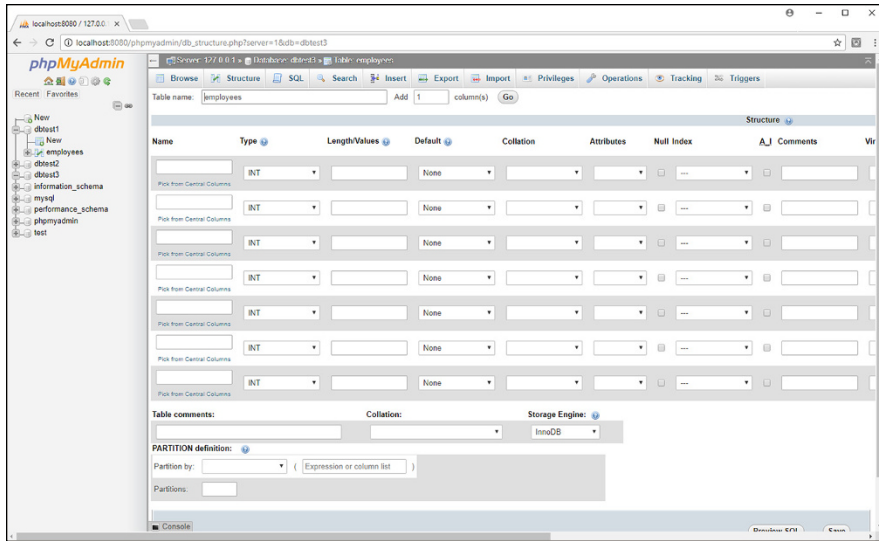 localhost:8080 / 127.0.0.1 ×
localhost:8080/phpmyadmin/db_structure.php?server=1&db=dbtest3
phpMyAdmin
Recent Favorites
New
dbtest1
New
employees
dbtest2
dbtest3
information_schema
mysql
performance_schema
phpmyadmin
test
Server: 127.0.0.1 » Database: dbtest3 » Table: employees
Browse Structure SQL Search Insert Export Import Privileges Operations Tracking Triggers
Table name: employees Add 1 column(s) Go
Structure
Name Type Length/Values Default Collation Attributes Null Index A_I Comments Vir
INT None ---
Pick from Central Columns
INT None ---
Pick from Central Columns
INT None ---
Pick from Central Columns
INT None ---
Pick from Central Columns
INT None ---
Pick from Central Columns
INT None ---
Pick from Central Columns
INT None ---
Pick from Central Columns
Table comments: Collation: Storage Engine:
InnoDB
PARTITION definition:
Partition by: ( Expression or column list )
Partitions:
Console
Preview SQL Save